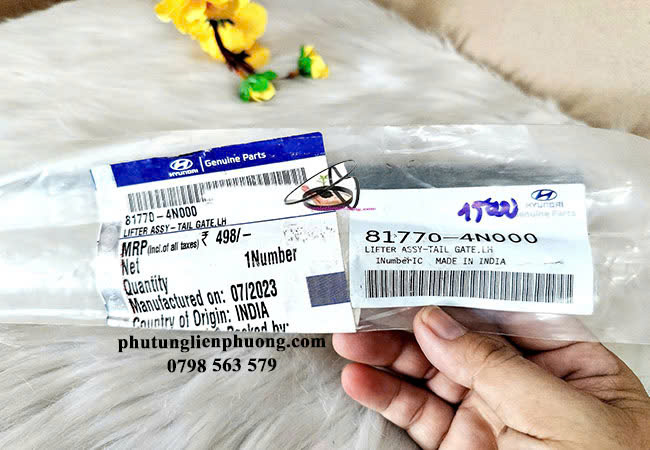 HYUNDAI | Genuine Parts
81770-4N000
LIFTER ASSY-TAIL GATE,LH
MRP (incl.of all taxes) ₹ 498/-
Net 1Number
Quantity
Manufactured on: 07/2023
Country of Origin: INDIA
HYUNDAI
Genuine Parts
81770-4N000
LIFTER ASSY-TAIL GATE,LH
1Number IC MADE IN INDIA
phutunglienphuong.com
0798 563 579